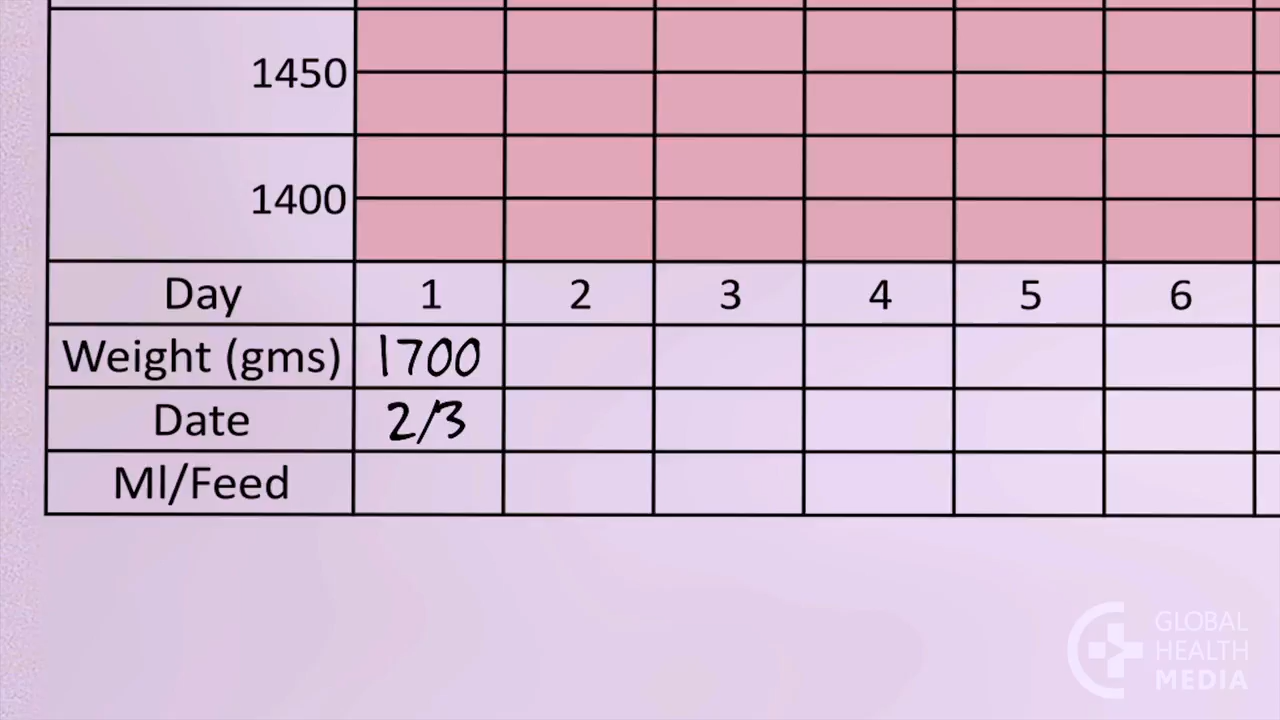 1450
1400
Day 1 2 3 4 5 6
Weight (gms) 1700
Date 2/3
Ml/Feed
GLOBAL
HEALTH
MEDIA